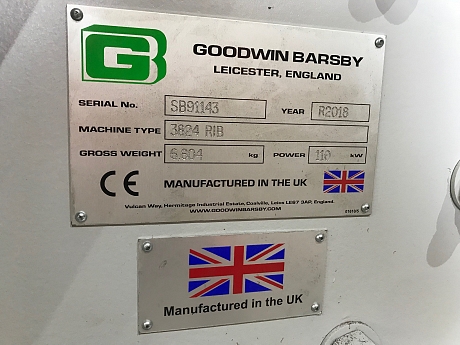 GB
GOODWIN BARSBY
LEICESTER, ENGLAND
SERIAL No. SB91143 YEAR R2018
MACHINE TYPE 3824 RIB
GROSS WEIGHT 6.804 kg POWER 110 kW
CE MANUFACTURED IN THE UK
Vulcan Way, Hermitage Industrial Estate, Coalville, Leics LE67 3AP, England.
WWW.GOODWINBARSBY.COM
Manufactured in the UK